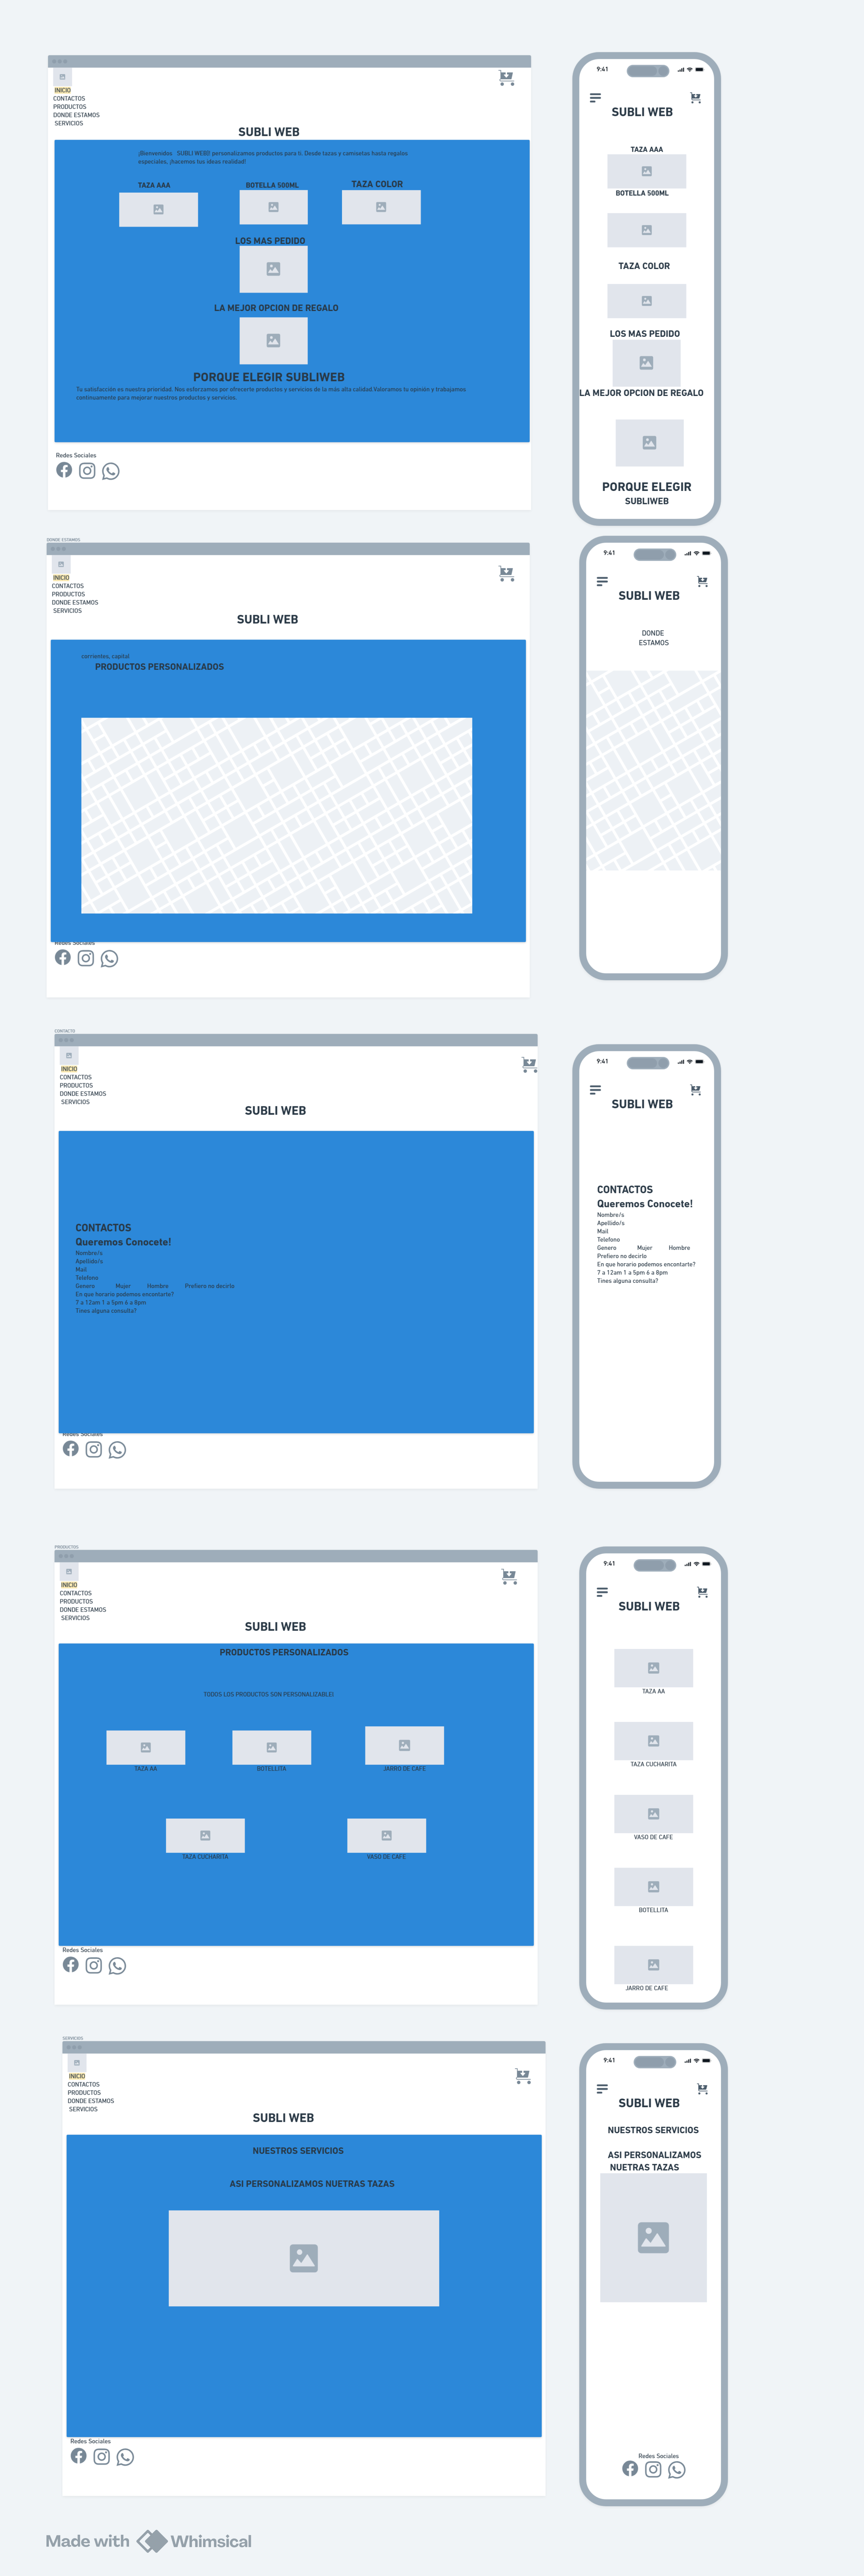 INICIO
CONTACTOS
PRODUCTOS
DONDE ESTAMOS
SERVICIOS
SUBLI WEB
¡Bienvenidos SUBLI WEB!! personalizamos productos para ti. Desde tazas y camisetas hasta regalos
especiales, ¡hacemos tus ideas realidad!
TAZA AAA
BOTELLA 500ML
TAZA COLOR
LOS MAS PEDIDO
LA MEJOR OPCION DE REGALO
PORQUE ELEGIR SUBLIWEB
Tu satisfacción es nuestra prioridad. Nos esforzamos por ofrecerte productos y servicios de la más alta calidad.Valoramos tu opinión y trabajamos
continuamente para mejorar nuestros productos y servicios.
Redes Sociales
9:41
SUBLI WEB
TAZA AAA
BOTELLA 500ML
TAZA COLOR
LOS MAS PEDIDO
LA MEJOR OPCION DE REGALO
PORQUE ELEGIR
SUBLIWEB
DONDE ESTAMOS
INICIO
CONTACTOS
PRODUCTOS
DONDE ESTAMOS
SERVICIOS
SUBLI WEB
corrientes, capital
PRODUCTOS PERSONALIZADOS
Redes Sociales
9:41
SUBLI WEB
DONDE
ESTAMOS
CONTACTO
INICIO
CONTACTOS
PRODUCTOS
DONDE ESTAMOS
SERVICIOS
SUBLI WEB
CONTACTOS
Queremos Conocete!
Nombre/s
Apellido/s
Mail
Telefono
Genero Mujer Hombre Prefiero no decirlo
En que horario podemos encontarte?
7 a 12am 1 a 5pm 6 a 8pm
Tines alguna consulta?
Redes Sociales
9:41
SUBLI WEB
CONTACTOS
Queremos Conocete!
Nombre/s
Apellido/s
Mail
Telefono
Genero Mujer Hombre
Prefiero no decirlo
En que horario podemos encontarte?
7 a 12am 1 a 5pm 6 a 8pm
Tines alguna consulta?
PRODUCTOS
INICIO
CONTACTOS
PRODUCTOS
DONDE ESTAMOS
SERVICIOS
SUBLI WEB
PRODUCTOS PERSONALIZADOS
TODOS LOS PRODUCTOS SON PERSONALIZABLES
TAZA AA
BOTELLITA
JARRO DE CAFE
TAZA CUCHARITA
VASO DE CAFE
Redes Sociales
9:41
SUBLI WEB
TAZA AA
TAZA CUCHARITA
VASO DE CAFE
BOTELLITA
JARRO DE CAFE
SERVICIOS
INICIO
CONTACTOS
PRODUCTOS
DONDE ESTAMOS
SERVICIOS
SUBLI WEB
NUESTROS SERVICIOS
ASI PERSONALIZAMOS NUETRAS TAZAS
Redes Sociales
9:41
SUBLI WEB
NUESTROS SERVICIOS
ASI PERSONALIZAMOS
NUETRAS TAZAS
Redes Sociales
Made with Whimsical